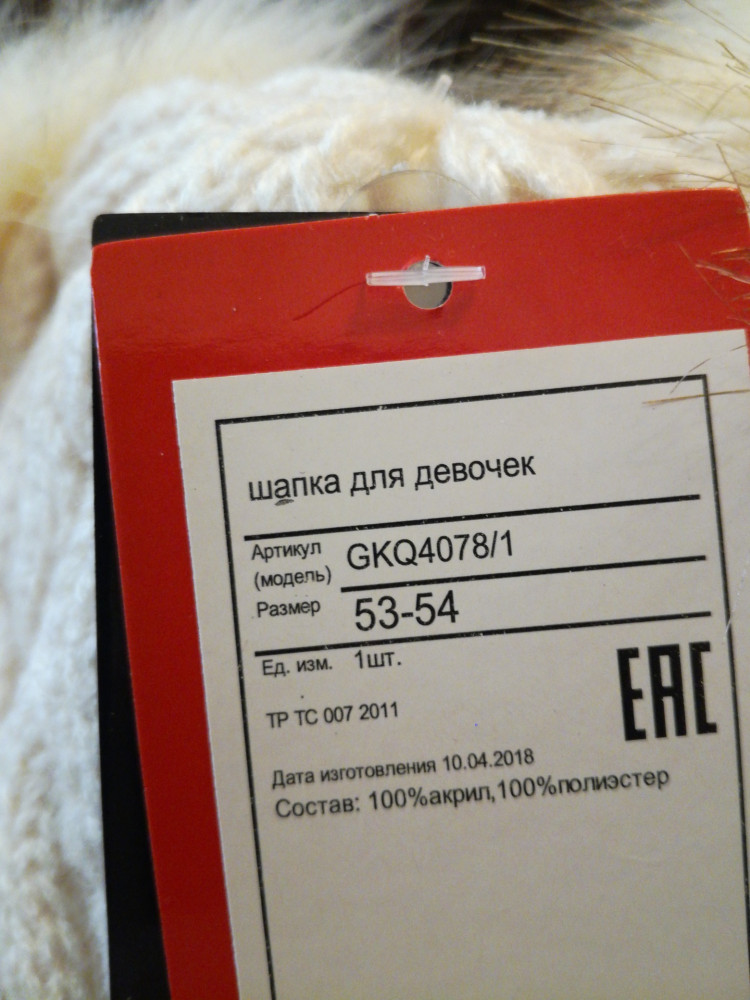 шапка для девочек
Артикул
(модель) GKQ4078/1
Размер 53-54
Ед. изм. 1шт.
ТР ТС 007 2011
EAC
Дата изготовления 10.04.2018
Состав: 100%акрил,100%полиэстер